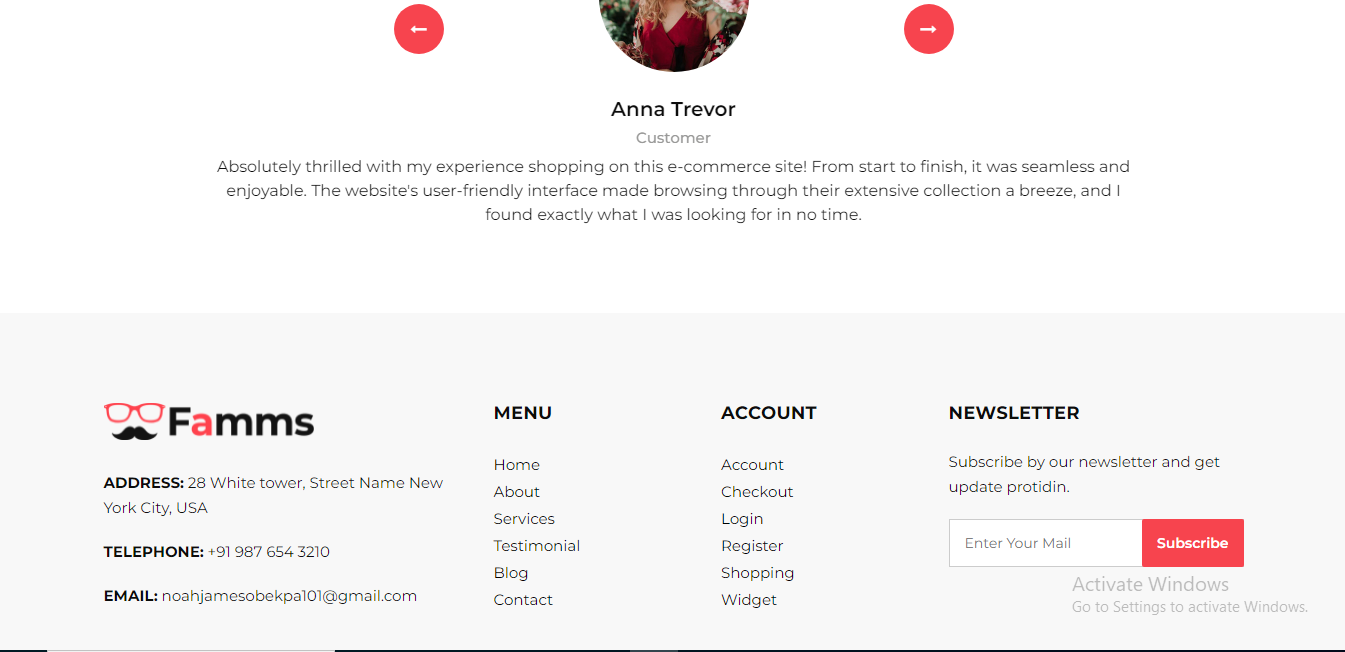 Anna Trevor
Customer
Absolutely thrilled with my experience shopping on this e-commerce site! From start to finish, it was seamless and
enjoyable. The website's user-friendly interface made browsing through their extensive collection a breeze, and I
found exactly what I was looking for in no time.
Famms
ADDRESS: 28 White tower, Street Name New
York City, USA
TELEPHONE: +91 987 654 3210
EMAIL: noahjamesobekpa101@gmail.com
MENU
Home
About
Services
Testimonial
Blog
Contact
ACCOUNT
Account
Checkout
Login
Register
Shopping
Widget
NEWSLETTER
Subscribe by our newsletter and get
update protidin.
Enter Your Mail
Subscribe
Activate Windows
Go to Settings to activate Windows.